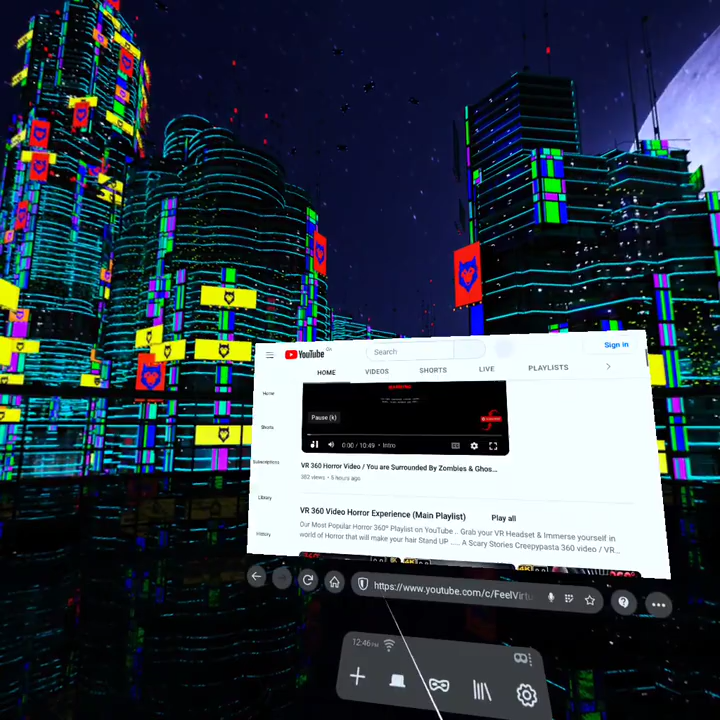 YouTube
Search
Sign in
HOME
VIDEOS
SHORTS
LIVE
PLAYLISTS
Home
Shorts
Subscriptions
Library
History
Pause (k)
0:00 / 10:49 • Intro
VR 360 Horror Video / You are Surrounded By Zombies & Ghos...
5 hours ago
VR 360 Video Horror Experience (Main Playlist)
Play all
Our Most Popular Horror 360° Playlist on YouTube .. Grab your VR Headset & Immerse yourself in
world of Horror that will make your hair Stand UP ..... A Scary Stories Creepypasta 360 video / VR...
https://www.youtube.com/c/FeelVirtu
12:46PM